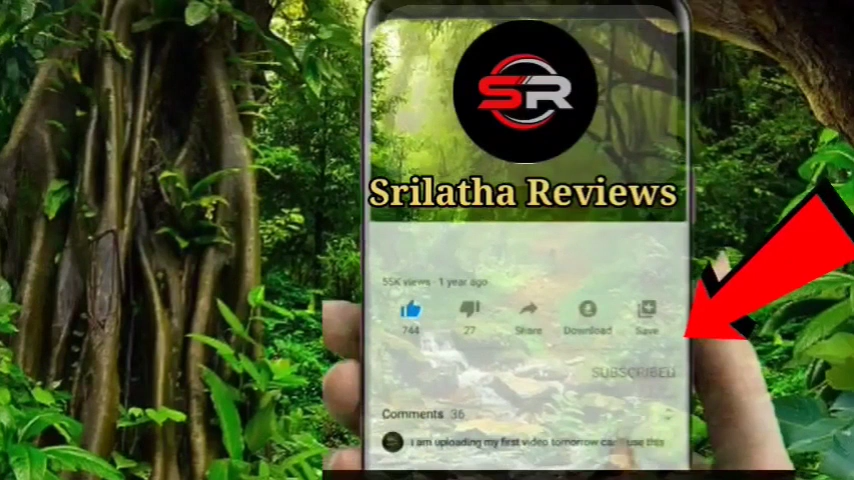 SR
Srilatha Reviews
55K views · 1 year ago
744 27 Share Download Save
SUBSCRIBED
Comments 36
I am uploading my first video tomorrow can I use this